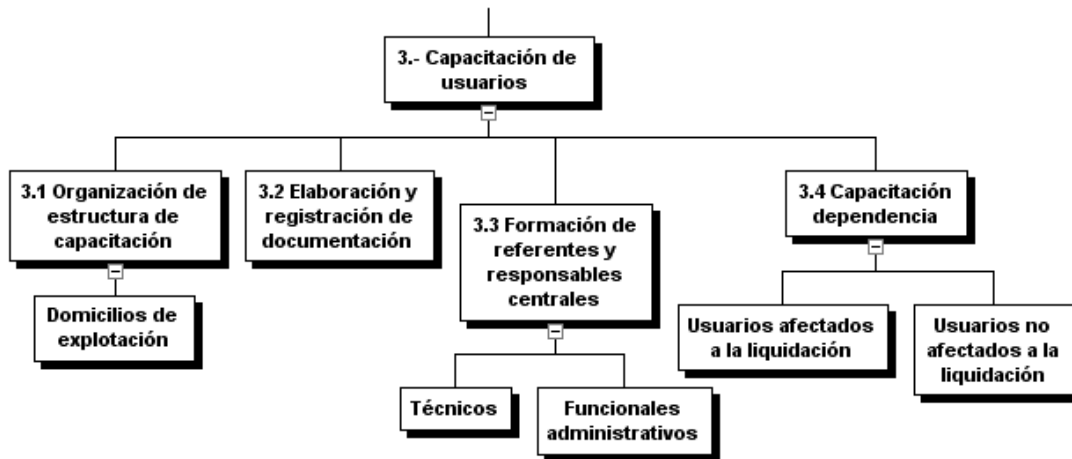 3.- Capacitación de
usuarios
3.1 Organización de
estructura de
capacitación
3.2 Elaboración y
registración de
documentación
3.3 Formación de
referentes y
responsables
centrales
3.4 Capacitación
dependencia
Domicilios de
explotación
Técnicos
Funcionales
administrativos
Usuarios afectados
a la liquidación
Usuarios no
afectados a la
liquidación